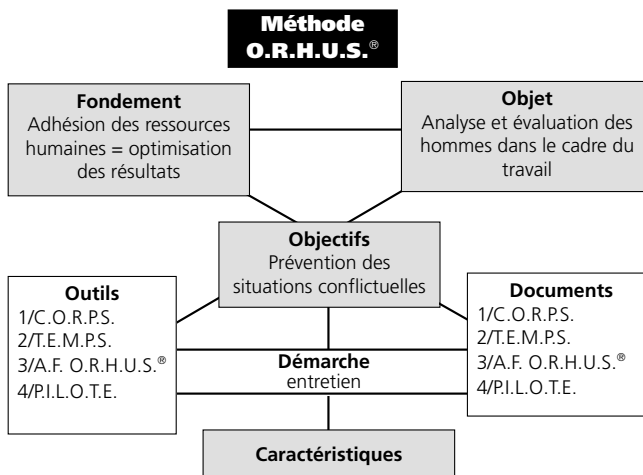 Méthode
O.R.H.U.S.®
Fondement
Adhésion des ressources
humaines = optimisation
des résultats
Objet
Analyse et évaluation des
hommes dans le cadre du
travail
Objectifs
Prévention des
situations conflictuelles
Outils
1/C.O.R.P.S.
2/T.E.M.P.S.
3/A.F. O.R.H.U.S.®
4/P.I.L.O.T.E.
Démarche
entretien
Documents
1/C.O.R.P.S.
2/T.E.M.P.S.
3/A.F. O.R.H.U.S.®
4/P.I.L.O.T.E.
Caractéristiques